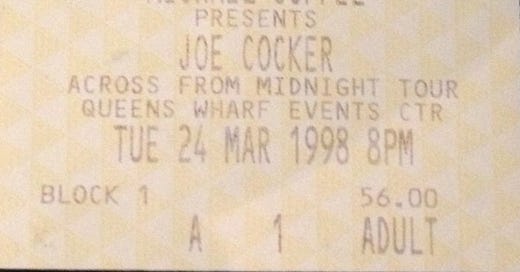 PRESENTS
JOE COCKER
ACROSS FROM MIDNIGHT TOUR
QUEENS WHARF EVENTS CTR
TUE 24 MAR 1998 8PM
BLOCK 1 56.00
A 1 ADULT